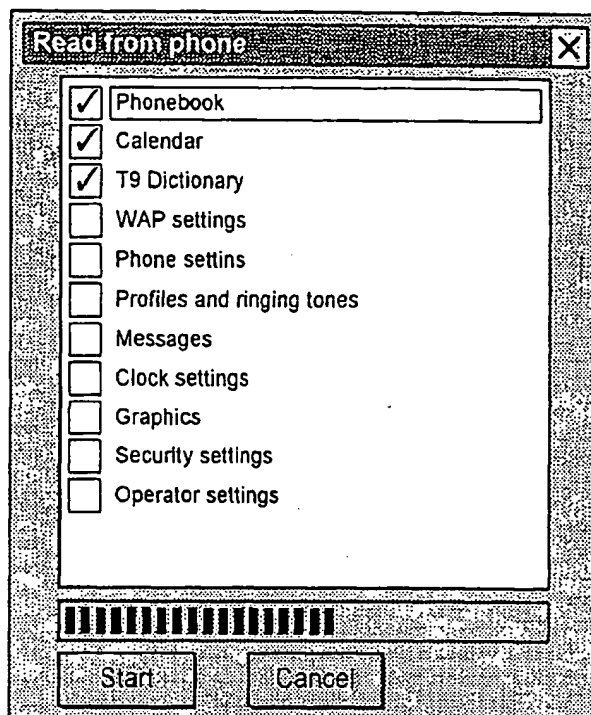 Read from phone
Phonebook
Calendar
T9 Dictionary
WAP settings
Phone settins
Profiles and ringing tones
Messages
Clock settings
Graphics
Security settings
Operator settings
Start Cancel